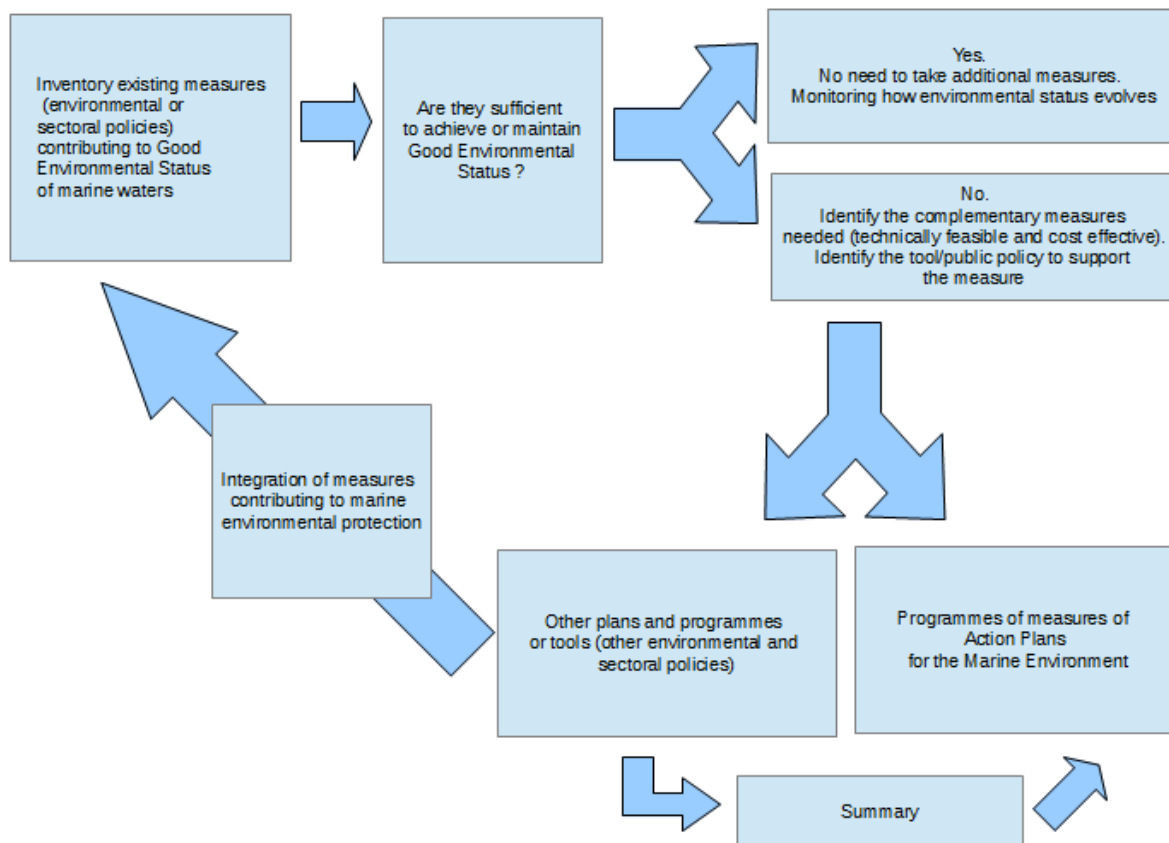 Inventory existing measures
(environmental or
sectoral policies)
contributing to Good
Environmental Status
of marine waters
Are they sufficient
to achieve or maintain
Good Environmental
Status ?
Yes.
No need to take additional measures.
Monitoring how environmental status evolves
No.
Identify the complementary measures
needed (technically feasible and cost effective).
Identify the tool/public policy to support
the measure
Integration of measures
contributing to marine
environmental protection
Other plans and programmes
or tools (other environmental and
sectoral policies)
Programmes of measures of
Action Plans
for the Marine Environment
Summary